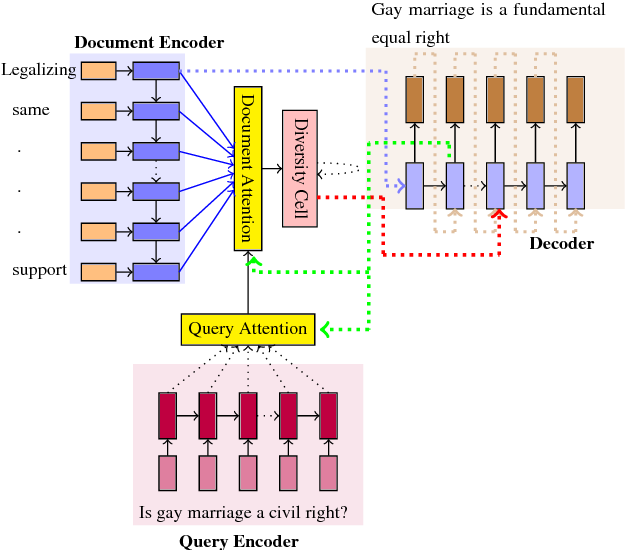 Gay marriage is a fundamental
equal right
Document Encoder
Legalizing
same
.
.
.
support
Document Attention
Diversity Cell
Decoder
Query Attention
Is gay marriage a civil right?
Query Encoder